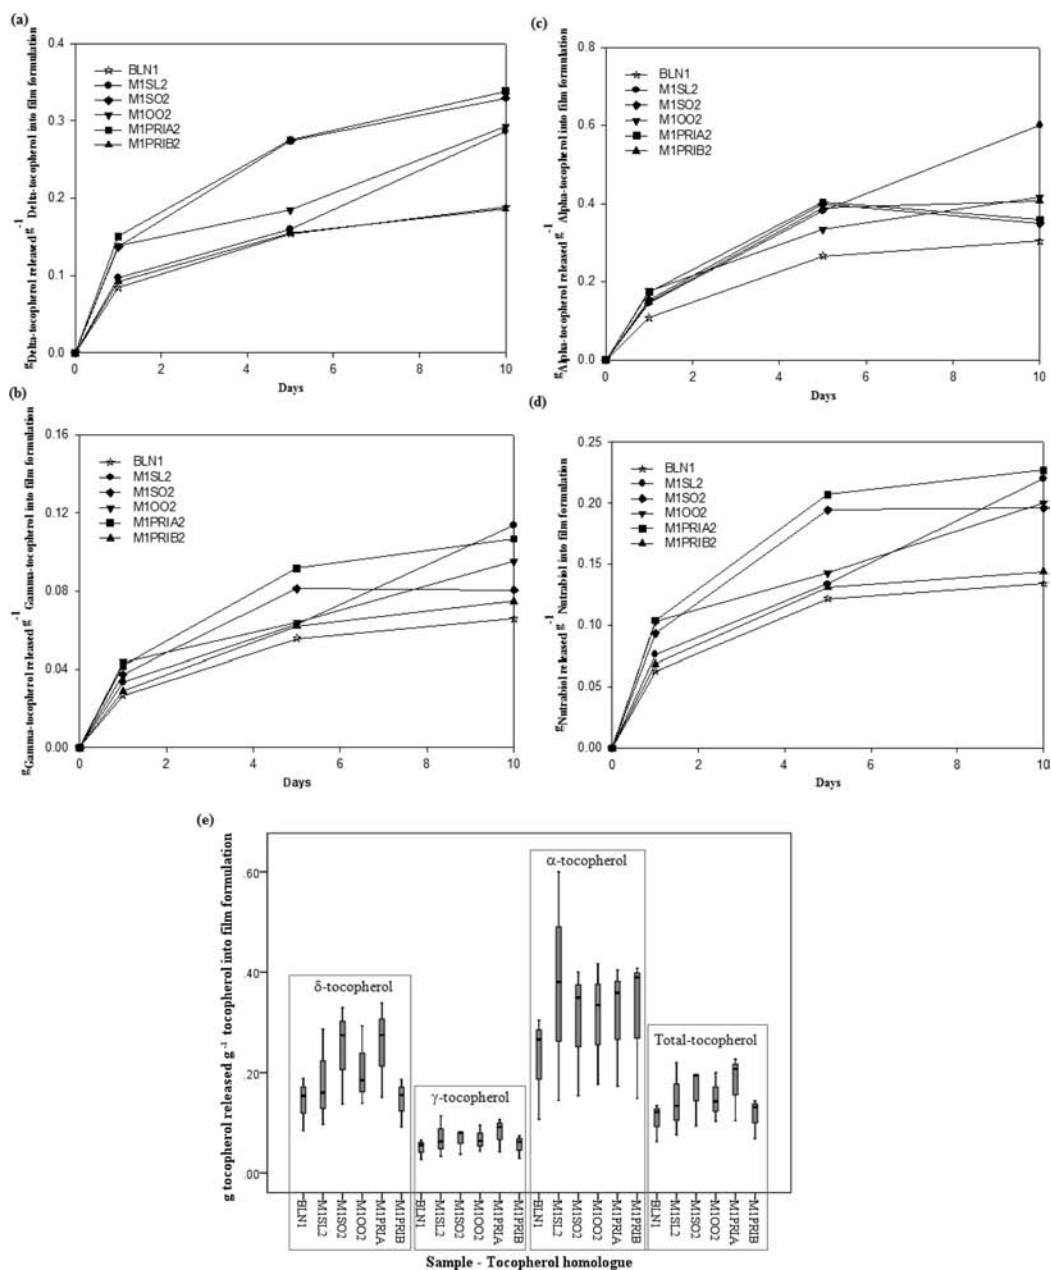 (a)
gDelta-tocopherol released g-1 Delta-tocopherol into film formulation
0.4
0.3
0.2
0.1
0.0
BLN1
M1SL2
M1SO2
M1OO2
M1PRIA2
M1PRIB2
0 2 4 6 8 10
Days
(c)
gAlpha-tocopherol released g-1 Alpha-tocopherol into film formulation
0.8
0.6
0.4
0.2
0.0
BLN1
M1SL2
M1SO2
M1OO2
M1PRIA2
M1PRIB2
0 2 4 6 8 10
Days
(b)
gGamma-tocopherol released g-1 Gamma-tocopherol into film formulation
0.16
0.12
0.08
0.04
0.00
BLN1
M1SL2
M1SO2
M1OO2
M1PRIA2
M1PRIB2
0 2 4 6 8 10
Days
(d)
gNutrabiol released g-1 Nutrabiol into film formulation
0.25
0.20
0.15
0.10
0.05
0.00
BLN1
M1SL2
M1SO2
M1OO2
M1PRIA2
M1PRIB2
0 2 4 6 8 10
Days
(e)
g tocopherol released g-1 tocopherol into film formulation
.60
.40
.20
.00
δ-tocopherol
γ-tocopherol
α-tocopherol
Total-tocopherol
BLN1
M1SL2
M1SO2
M1OO2
M1PRIA
M1PRIB
BLN1
M1SL2
M1SO2
M1OO2
M1PRIA
M1PRIB
BLN1
M1SL2
M1SO2
M1OO2
M1PRIA
M1PRIB
BLN1
M1SL2
M1SO2
M1OO2
M1PRIA
M1PRIB
Sample - Tocopherol homologue